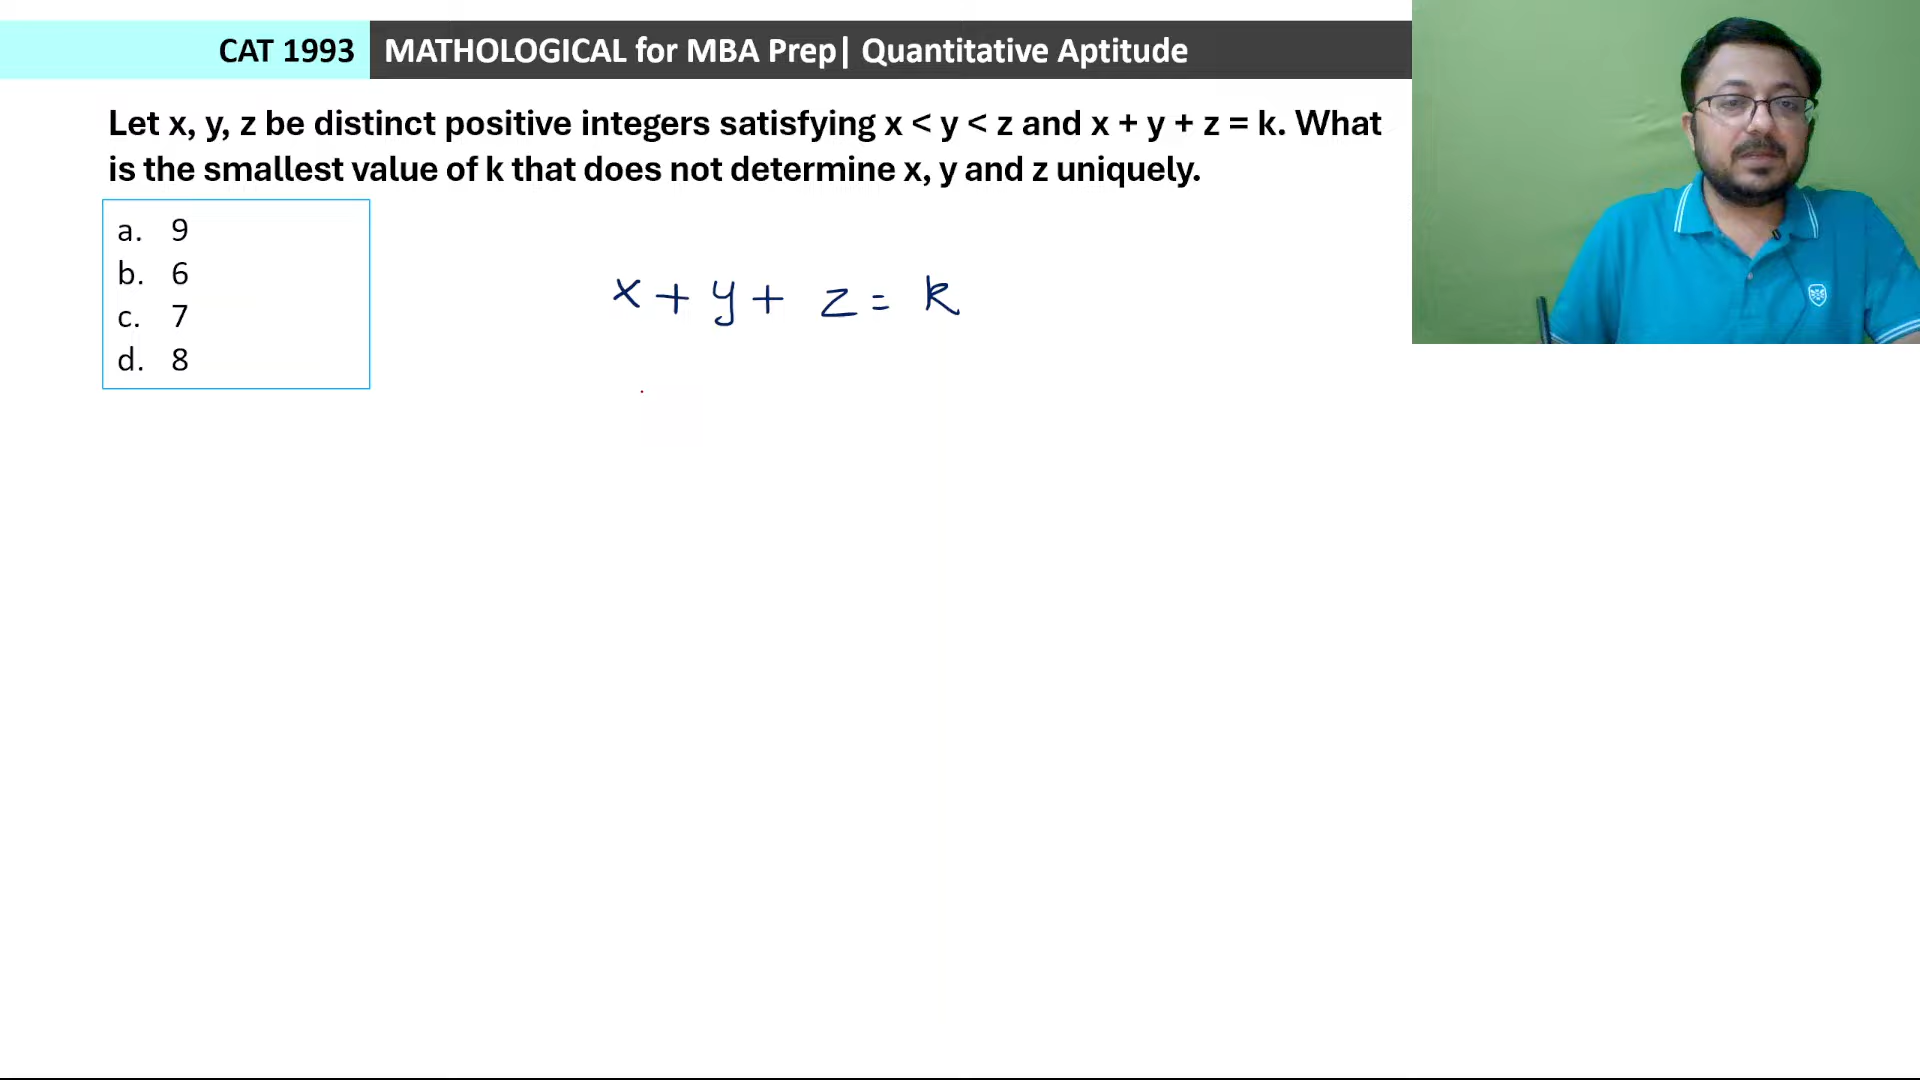 CAT 1993
MATHOLOGICAL for MBA Prep| Quantitative Aptitude
Let x, y, z be distinct positive integers satisfying x < y < z and x + y + z = k. What
is the smallest value of k that does not determine x, y and z uniquely.
a. 9
b. 6
c. 7
d. 8
x + y + z = k